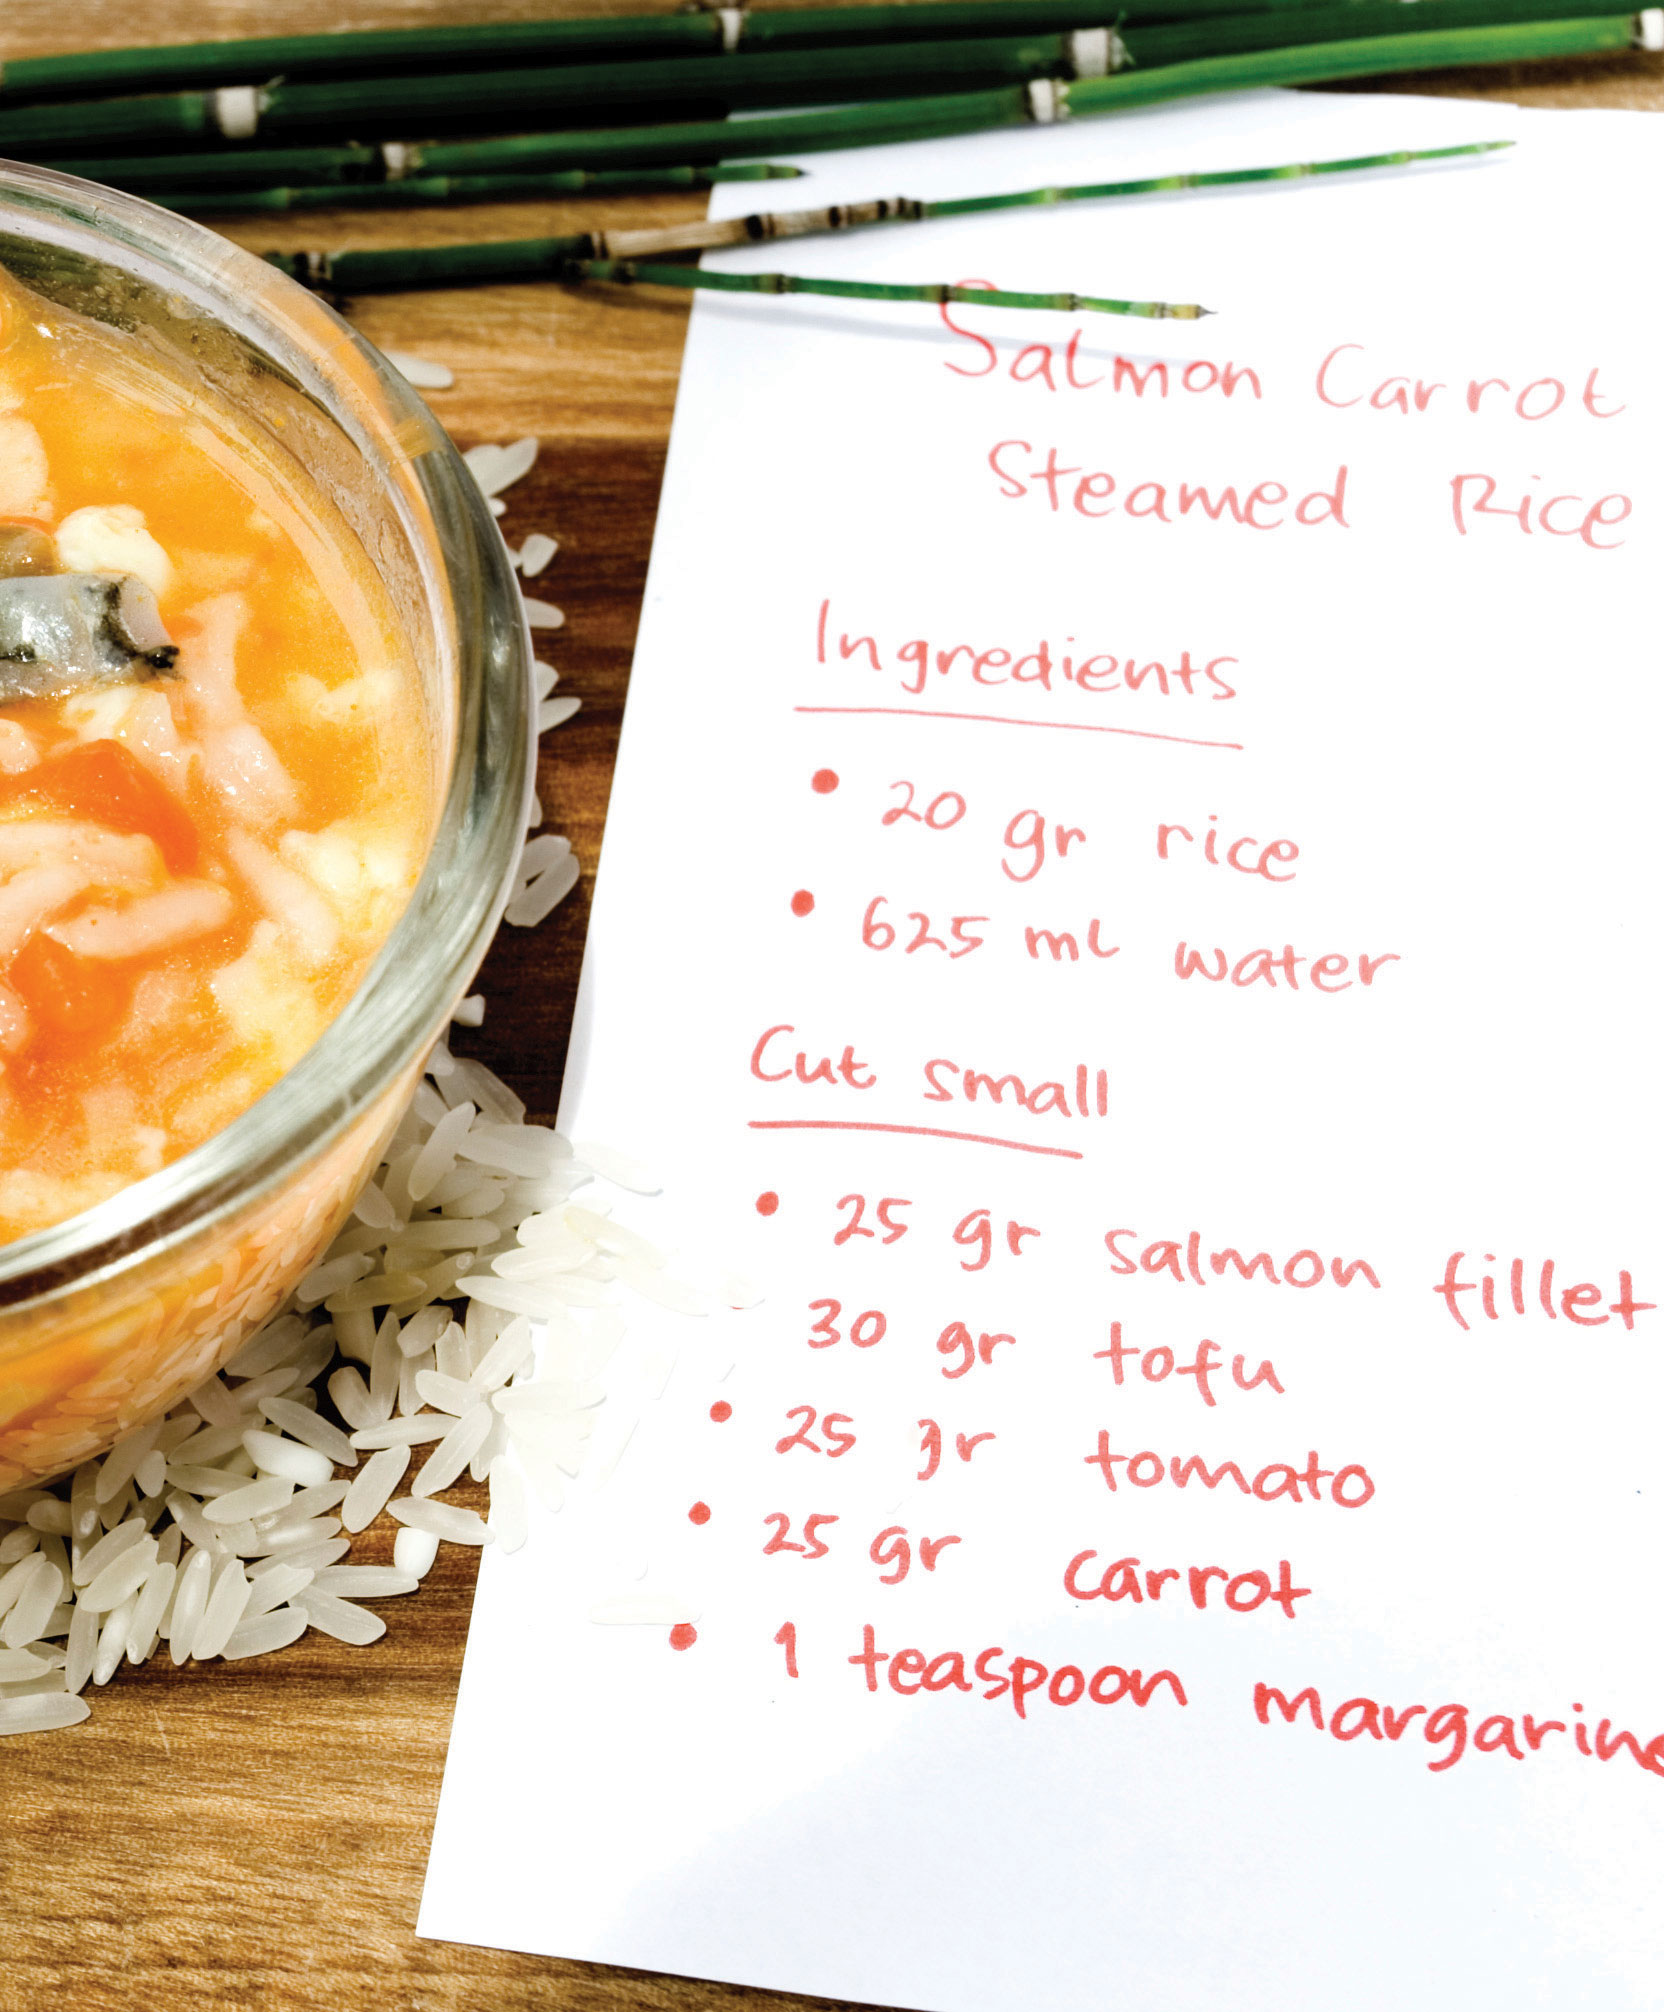 Salmon Carrot
Steamed Rice
Ingredients
• 20 gr rice
• 625 ml water
Cut small
• 25 gr salmon fillet
30 gr tofu
• 25 gr tomato
• 25 gr carrot
• 1 teaspoon margarine